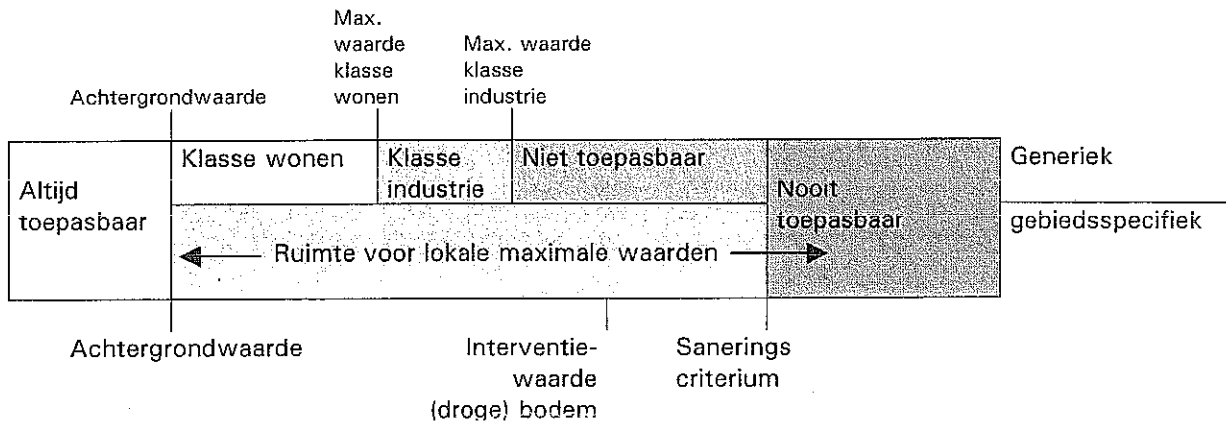 Max.
waarde
klasse
wonen
Max. waarde
klasse
industrie
Achtergrondwaarde
Altijd
toepasbaar
Klasse wonen
Klasse
industrie
Niet toepasbaar
Nooit
toepasbaar
Generiek
gebiedsspecifiek
Ruimte voor lokale maximale waarden
Achtergrondwaarde
Interventie-
waarde
(droge) bodem
Sanerings
criterium